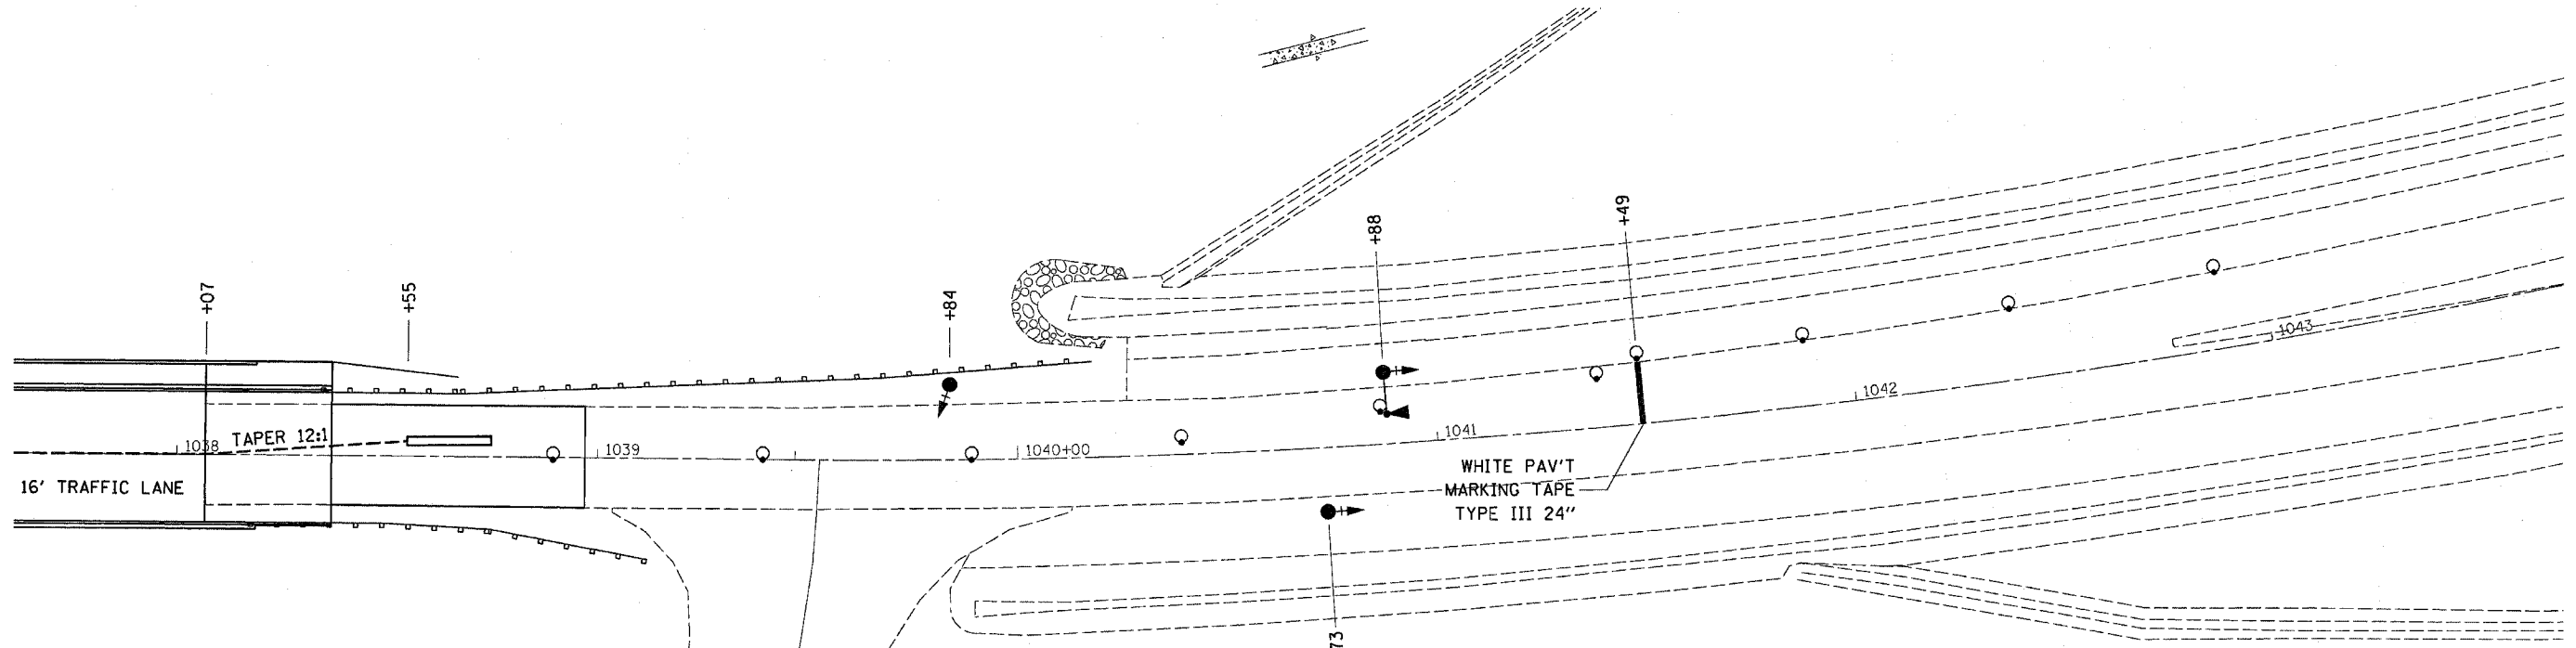 +07
+55
+84
+88
+49
1038
TAPER 12:1
1039
1040+00
1041
1042
1043
16' TRAFFIC LANE
WHITE PAV'T
MARKING TAPE
TYPE III 24"
73